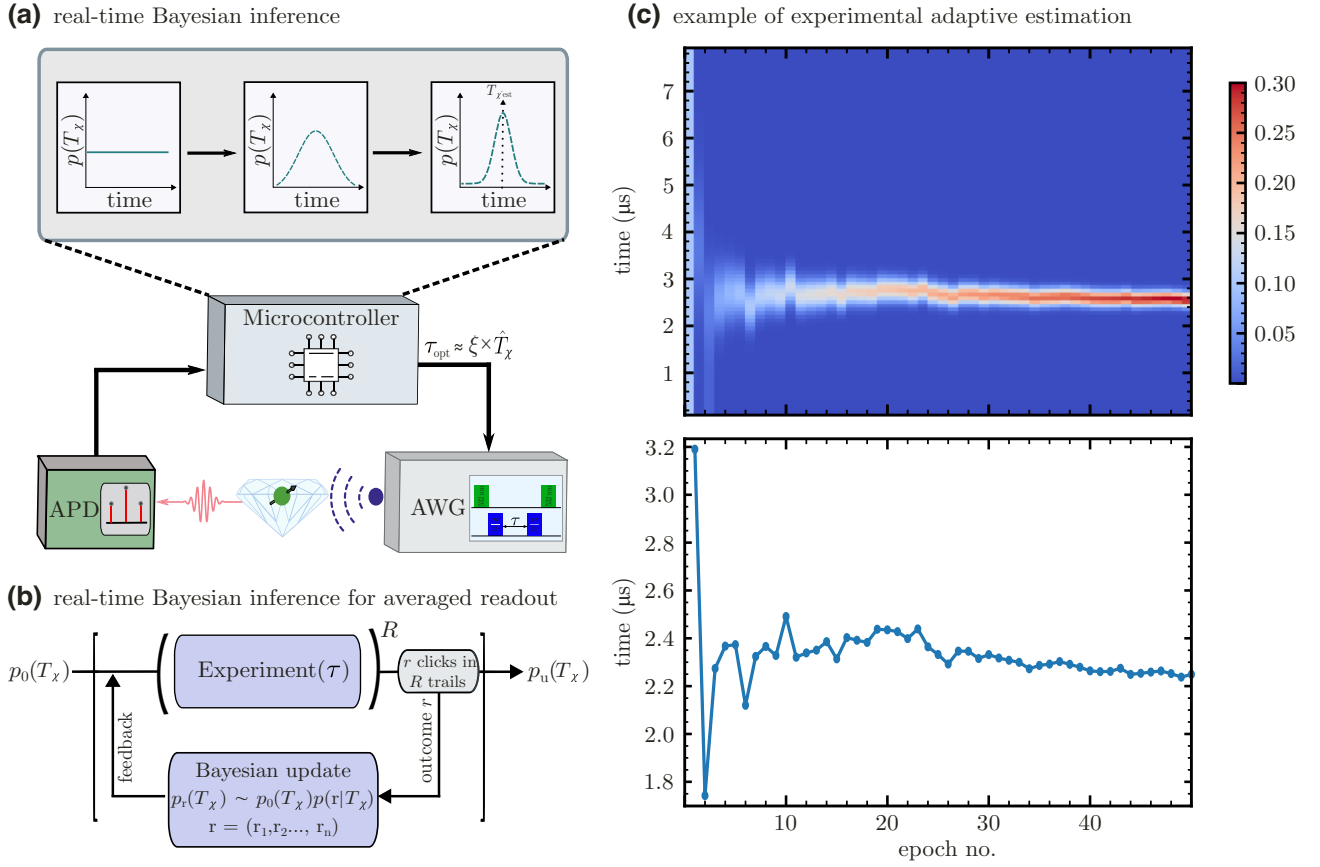 (a) real-time Bayesian inference
p(Tχ)
time
p(Tχ)
time
Tχest
p(Tχ)
time
Microcontroller
τopt ≈ ξ×T̂χ
APD
AWG
τ
(b) real-time Bayesian inference for averaged readout
p0(Tχ)
Experiment(τ)
R
r clicks in
R trails
pu(Tχ)
feedback
outcome r
Bayesian update
pr(Tχ) ~ p0(Tχ)p(r|Tχ)
r = (r1,r2..., rn)
(c) example of experimental adaptive estimation
time (μs)
7
6
5
4
3
2
1
0.30
0.25
0.20
0.15
0.10
0.05
time (μs)
3.2
3.0
2.8
2.6
2.4
2.2
2.0
1.8
10
20
30
40
epoch no.